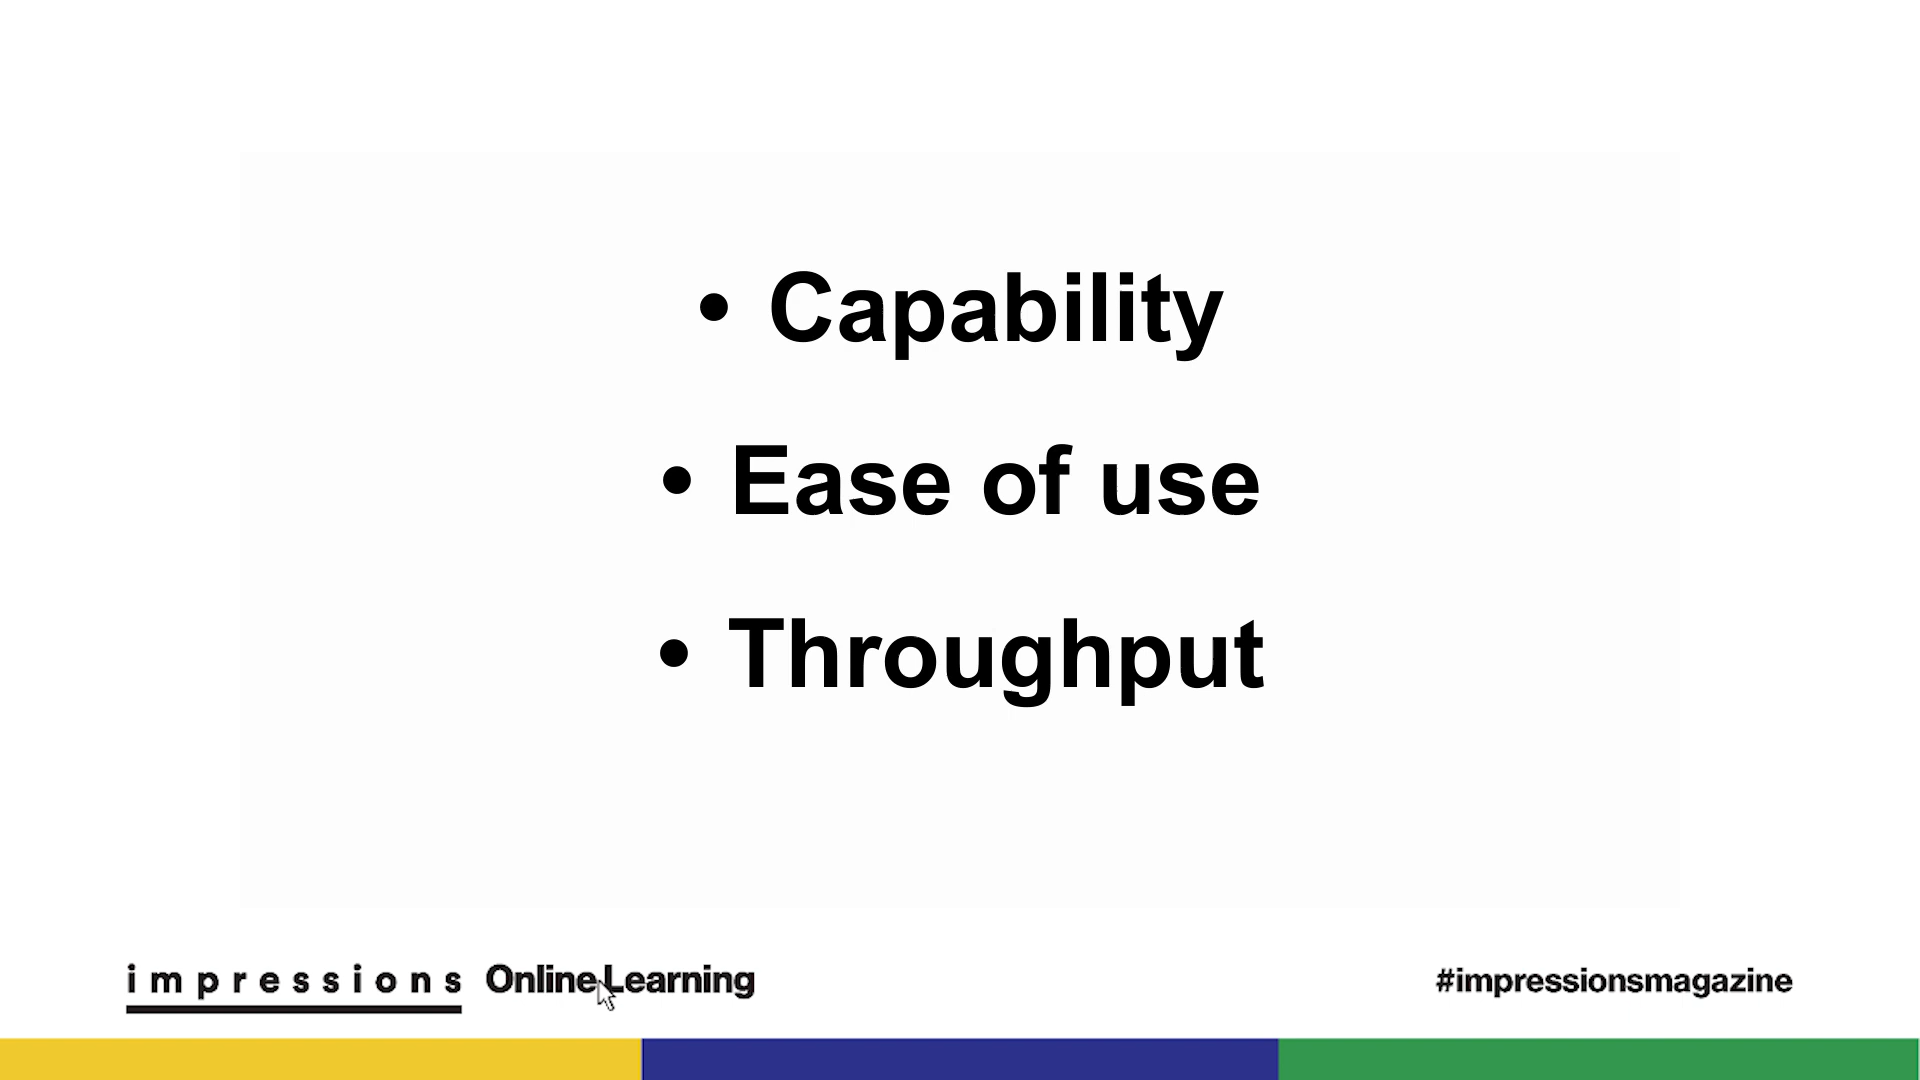 • Capability
• Ease of use
• Throughput
impressions Online Learning
#impressionsmagazine